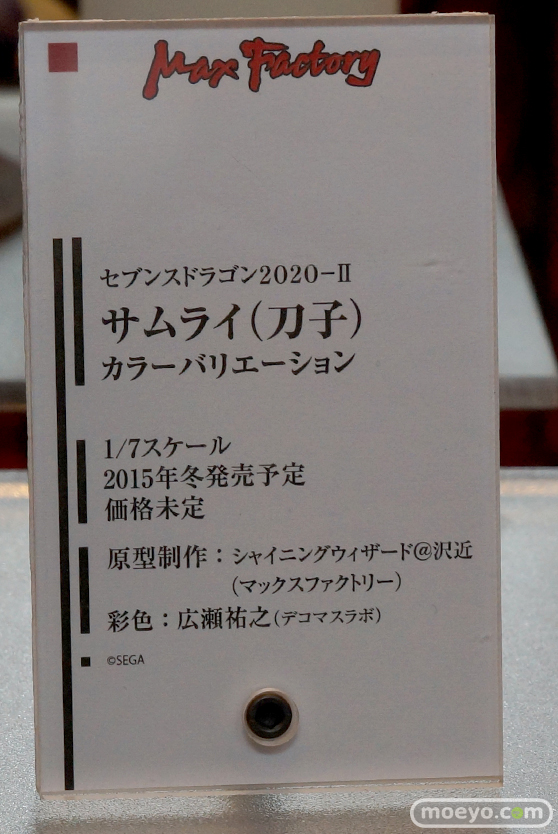 Max Factory
セブンスドラゴン2020-Ⅱ
サムライ(刀子)
カラーバリエーション
1/7スケール
2015年冬発売予定
価格未定
原型制作：シャイニングウィザード@沢近
(マックスファクトリー)
彩色：広瀬祐之(デコマスラボ)
©SEGA
moeyo.com